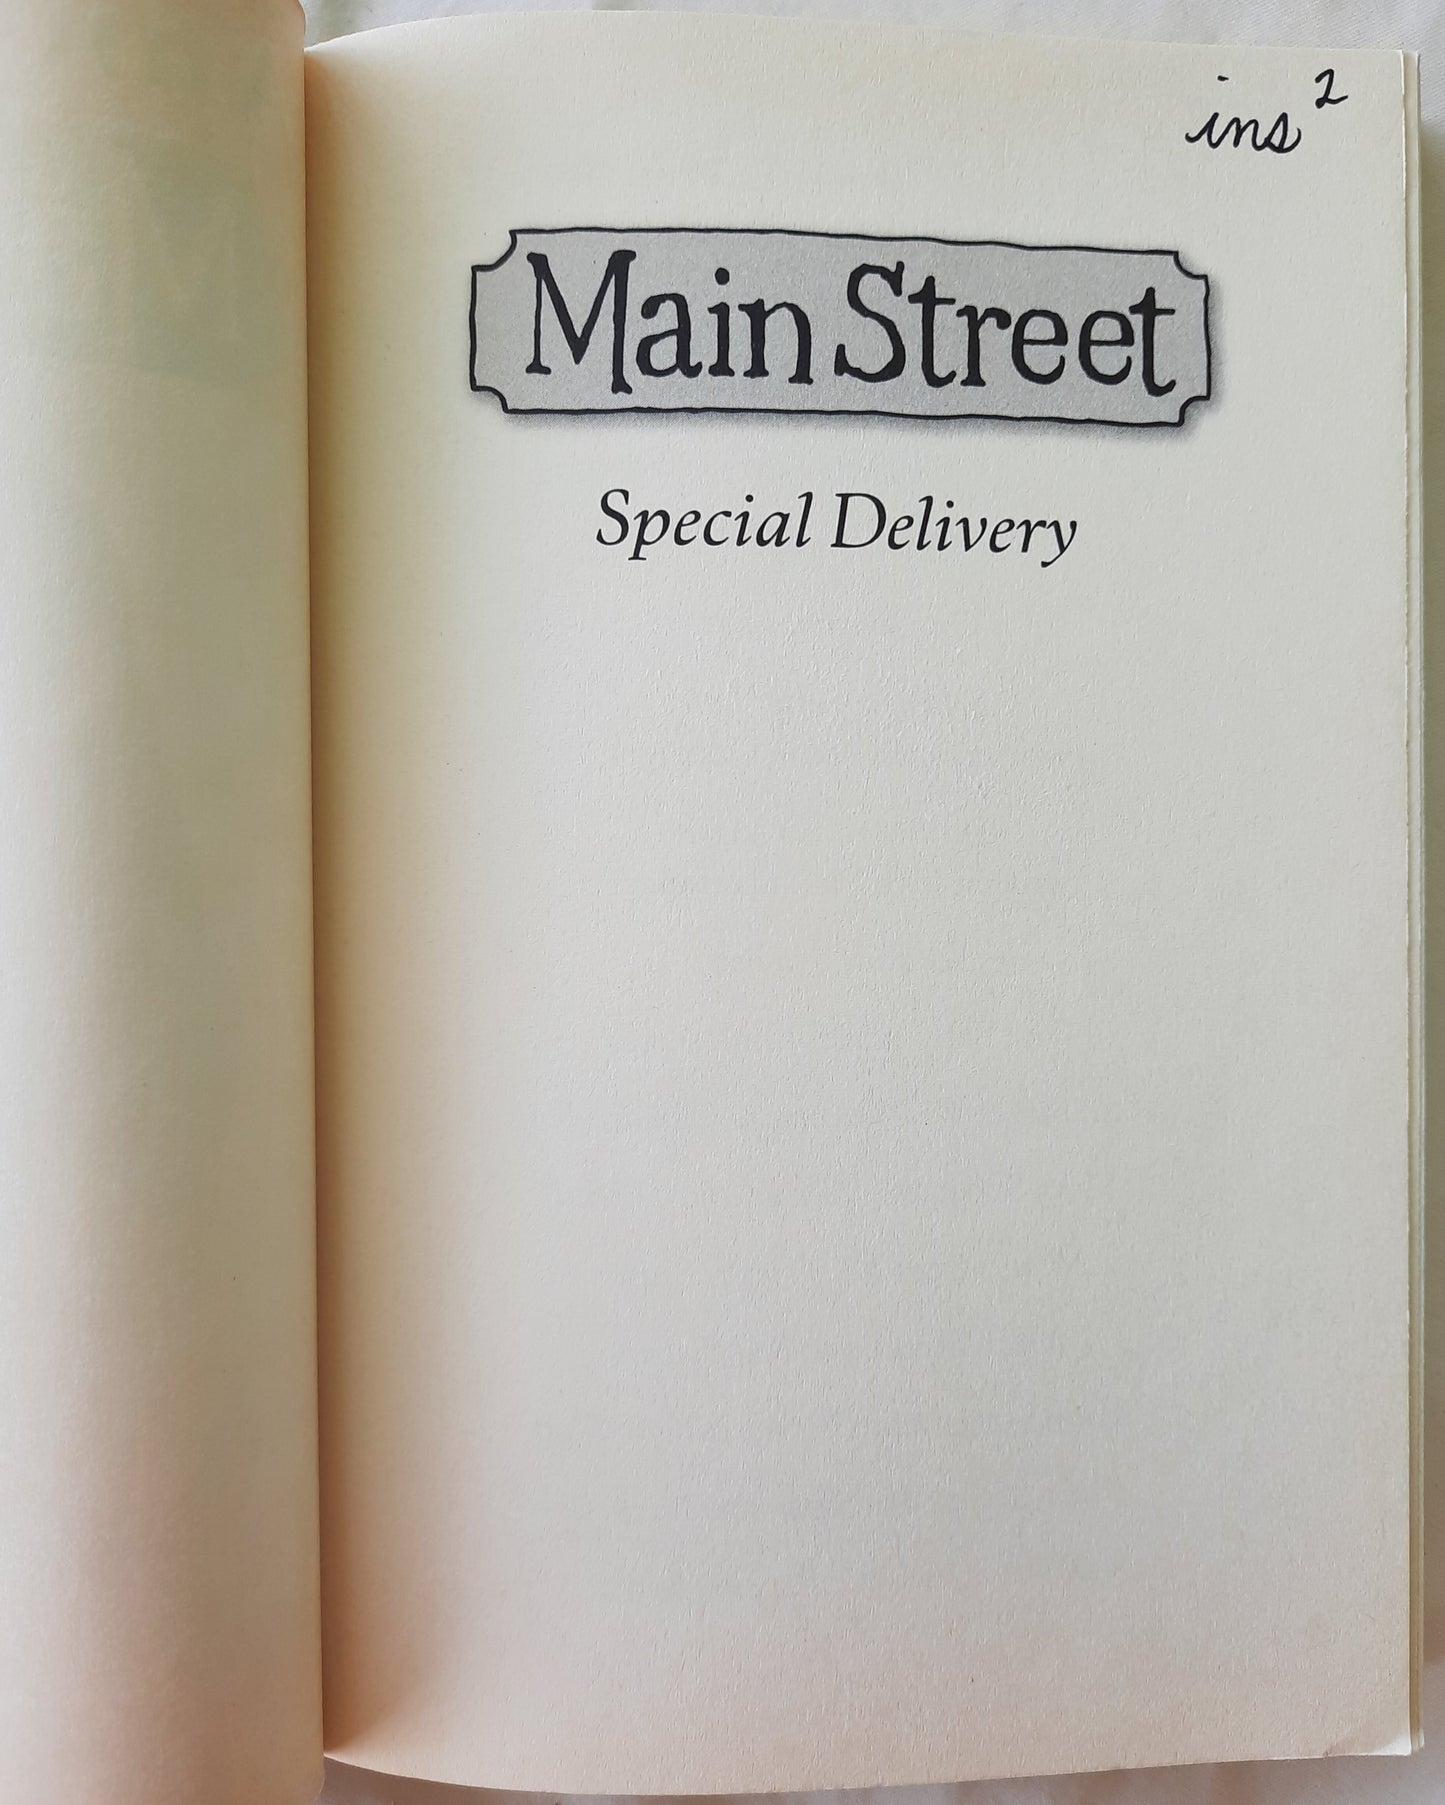 ins 2
Main Street
Special Delivery